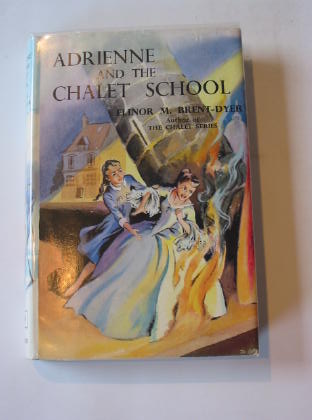 ADRIENNE
AND THE
CHALET SCHOOL
ELINOR M. BRENT-DYER
Author of
THE CHALET SERIES